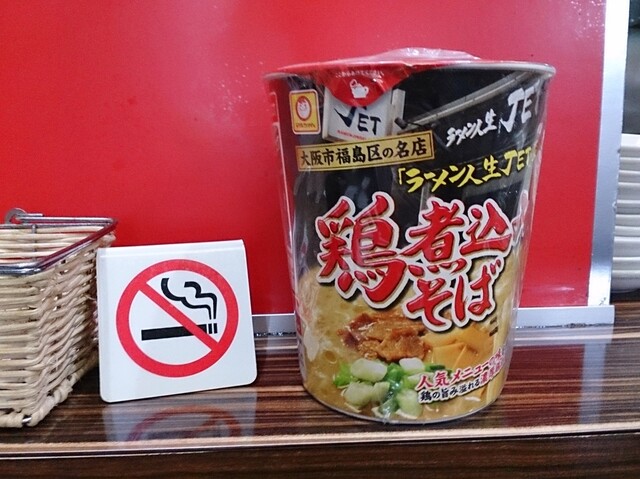 JET
ラーメン人生JET
大阪市福島区の名店
「ラーメン人生JET
鶏煮込み
そば
人気メニューの
鶏の旨み溢れる